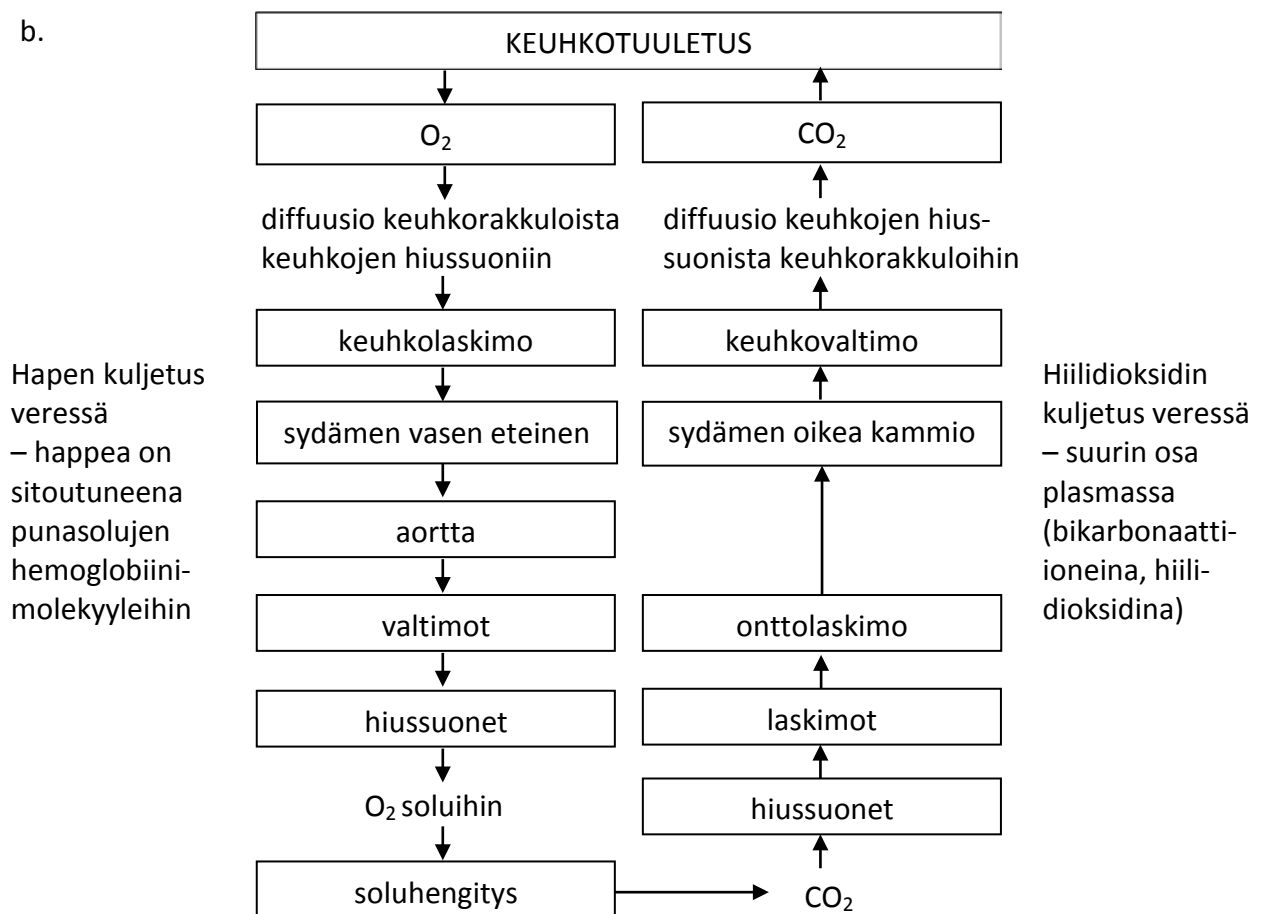 b.
KEUHKOTUULETUS
O₂
diffuusio keuhkorakkuloista
keuhkojen hiussuoniin
keuhkolaskimo
sydämen vasen eteinen
aortta
valtimot
hiussuonet
O₂ soluihin
soluhengitys
CO₂
diffuusio keuhkojen hius-
suonista keuhkorakkuloihin
keuhkovaltimo
sydämen oikea kammio
onttolaskimo
laskimot
hiussuonet
CO₂
Hapen kuljetus
veressä
– happea on
sitoutuneena
punasolujen
hemoglobiini-
molekyyleihin
Hiilidioksidin
kuljetus veressä
– suurin osa
plasmassa
(bikarbonaatti-
ioneina, hiili-
dioksidina)